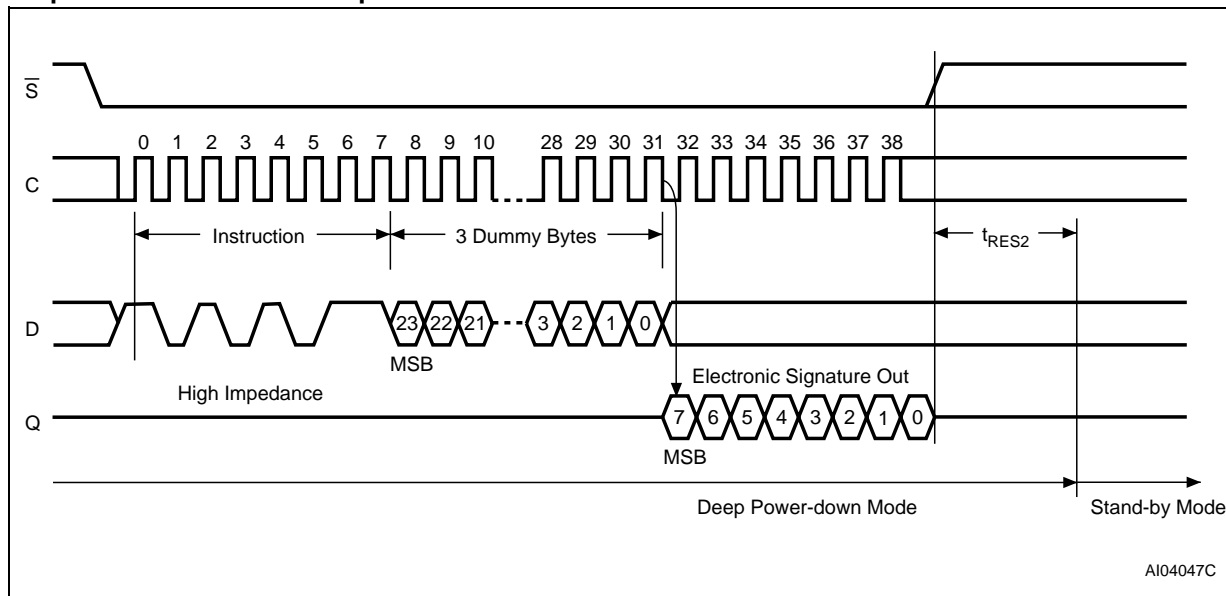 S
0 1 2 3 4 5 6 7 8 9 10 28 29 30 31 32 33 34 35 36 37 38
C
Instruction 3 Dummy Bytes tRES2
D 23 22 21 3 2 1 0
MSB
High Impedance Electronic Signature Out
Q 7 6 5 4 3 2 1 0
MSB
Deep Power-down Mode Stand-by Mode
AI04047C